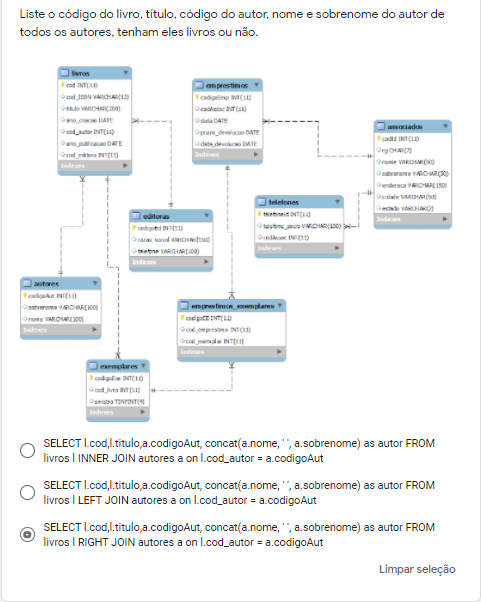 Liste o código do livro, título, código do autor, nome e sobrenome do autor de
todos os autores, tenham eles livros ou não.
livros
cod INT(11)
cod_ISBN VARCHAR(13)
titulo VARCHAR(200)
ano_criacao DATE
cod_autor INT(11)
ano_publicacao DATE
cod_editora INT(11)
Indexes
emprestimos
codigoEmp INT(11)
codAssoc INT(11)
data DATE
prazo_devolucao DATE
data_devolucao DATE
Indexes
associados
codId INT(11)
rg CHAR(7)
nome VARCHAR(30)
sobrenome VARCHAR(50)
endereco VARCHAR(150)
cidade VARCHAR(50)
estado VARCHAR(2)
Indexes
telefones
telefoneid INT(11)
telefone_socio VARCHAR(100)
codAssoc INT(11)
Indexes
editoras
codigoEd INT(11)
razao_social VARCHAR(150)
telefone VARCHAR(100)
Indexes
autores
codigoAut INT(11)
sobrenome VARCHAR(100)
nome VARCHAR(100)
Indexes
emprestimos_exemplares
codigoEE INT(11)
cod_emprestimo INT(11)
cod_exemplar INT(11)
Indexes
exemplares
codigoExe INT(11)
cod_livro INT(11)
sinistro TINYINT(4)
Indexes
SELECT l.cod,l.titulo,a.codigoAut, concat(a.nome, ' ', a.sobrenome) as autor FROM
livros l INNER JOIN autores a on l.cod_autor = a.codigoAut
SELECT l.cod,l.titulo,a.codigoAut, concat(a.nome, ' ', a.sobrenome) as autor FROM
livros l LEFT JOIN autores a on l.cod_autor = a.codigoAut
SELECT l.cod,l.titulo,a.codigoAut, concat(a.nome, ' ', a.sobrenome) as autor FROM
livros l RIGHT JOIN autores a on l.cod_autor = a.codigoAut
Limpar seleção